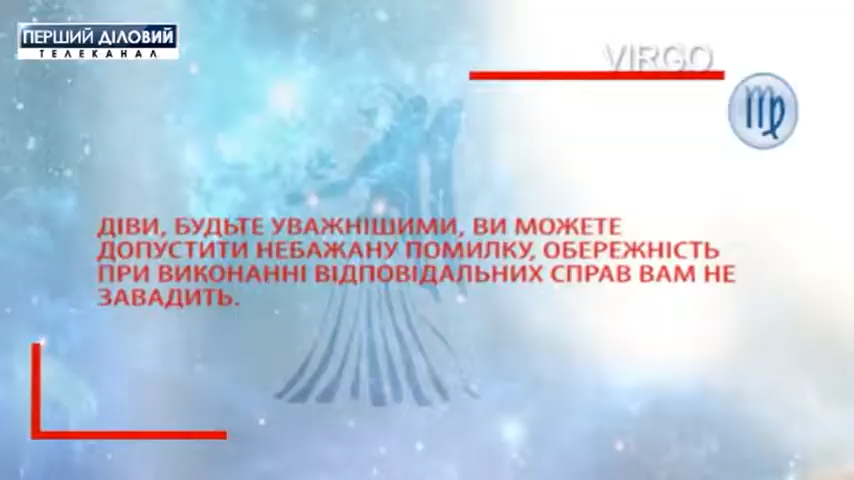 ПЕРШИЙ ДІЛОВИЙ
ТЕЛЕКАНАЛ
VIRGO
ДІВИ, БУДЬТЕ УВАЖНІШИМИ, ВИ МОЖЕТЕ
ДОПУСТИТИ НЕБАЖАНУ ПОМИЛКУ, ОБЕРЕЖНІСТЬ
ПРИ ВИКОНАННІ ВІДПОВІДАЛЬНИХ СПРАВ ВАМ НЕ
ЗАВАДИТЬ.